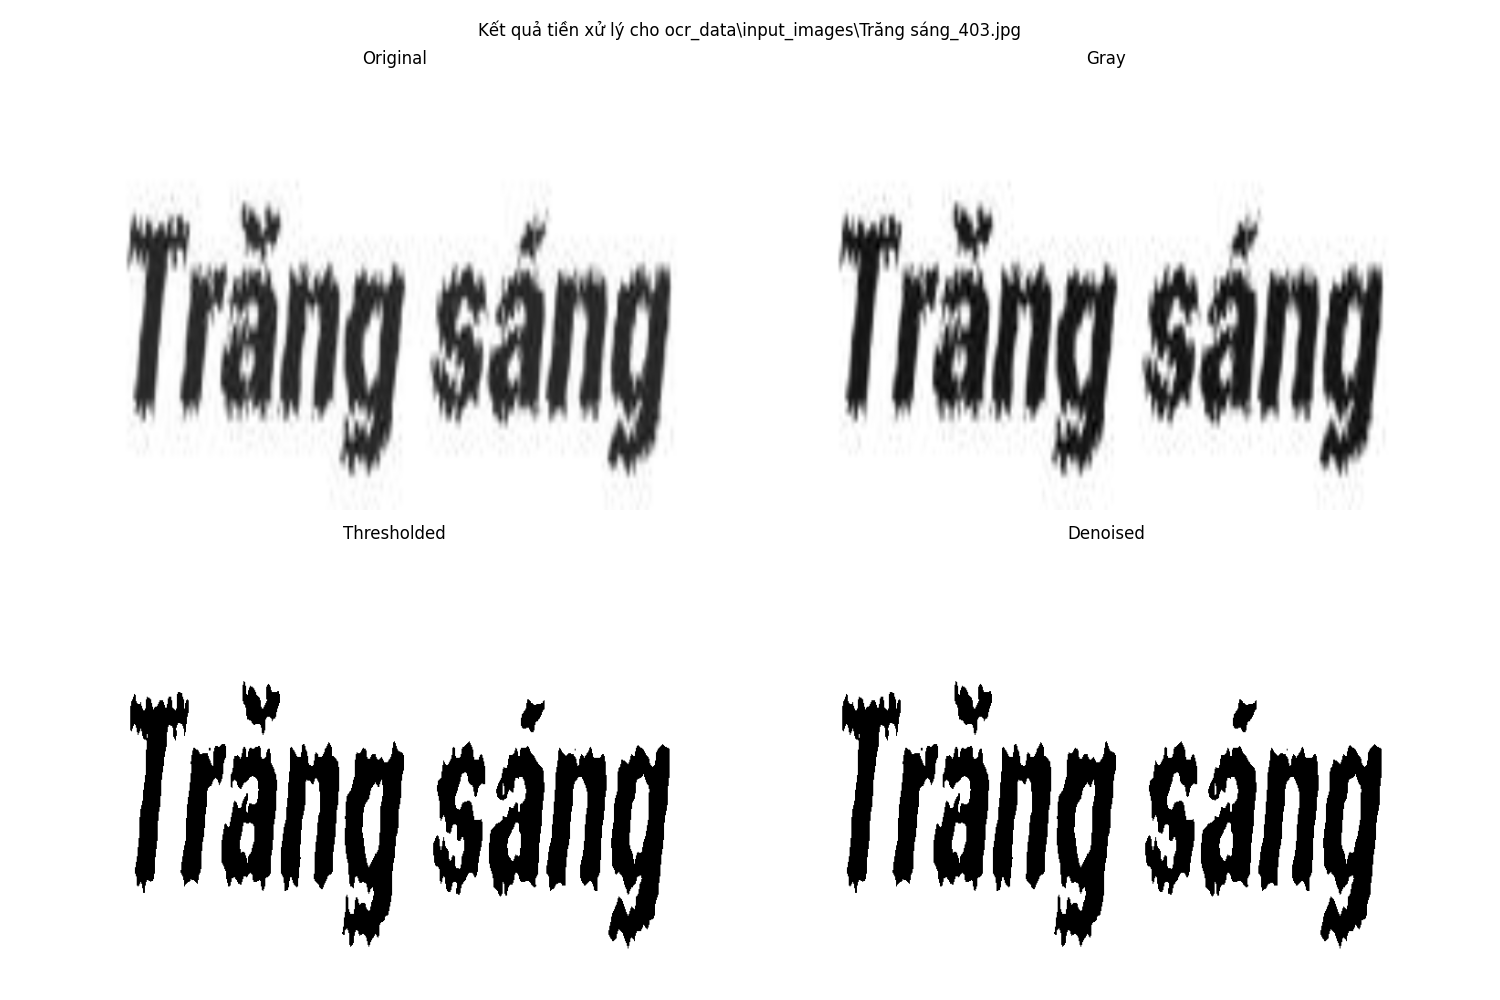 Kết quả tiền xử lý cho ocr_data\input_images\Trăng sáng_403.jpg
Original
Gray
Trăng sáng
Trăng sáng
Thresholded
Denoised
Trăng sáng
Trăng sáng